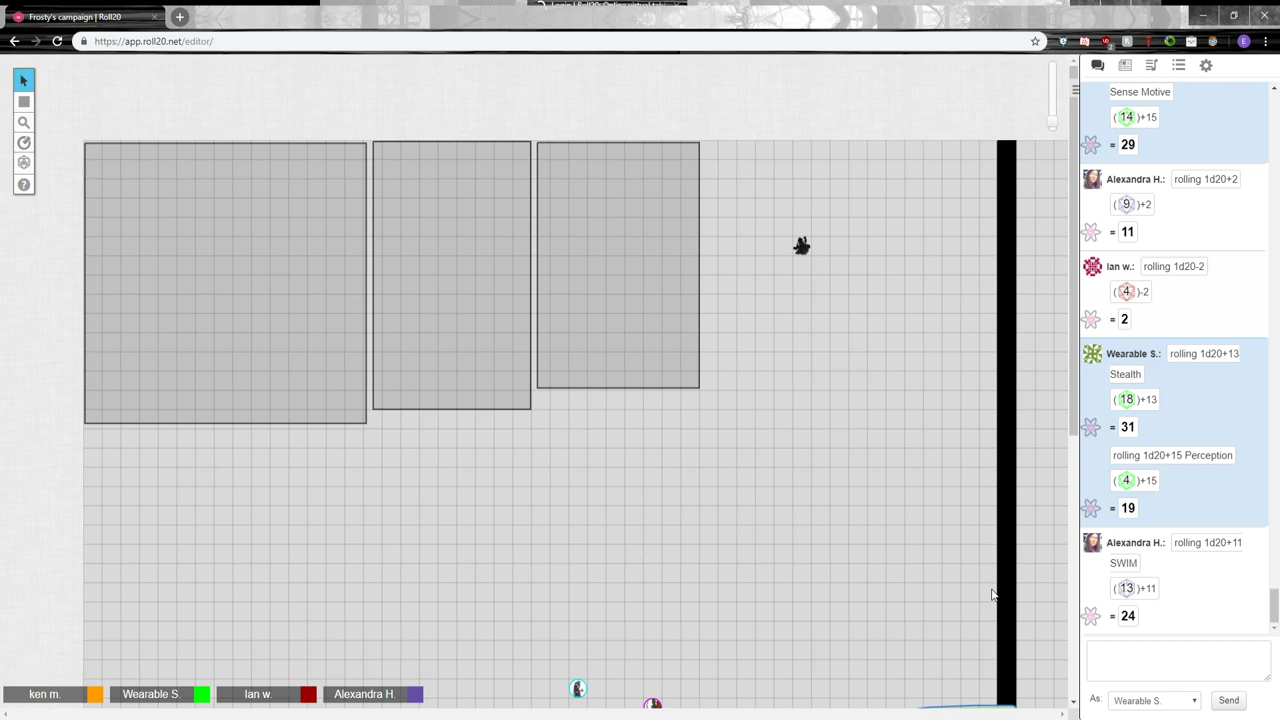 Frosty's campaign | Roll20
https://app.roll20.net/editor/
2
E
Sense Motive
(14)+15
= 29
Alexandra H.: rolling 1d20+2
(9)+2
= 11
Ian w.: rolling 1d20-2
(4)-2
= 2
Wearable S.: rolling 1d20+13
Stealth
(18)+13
= 31
rolling 1d20+15 Perception
(4)+15
= 19
Alexandra H.: rolling 1d20+11
SWIM
(13)+11
= 24
ken m.
Wearable S.
Ian w.
Alexandra H.
As: Wearable S. Send